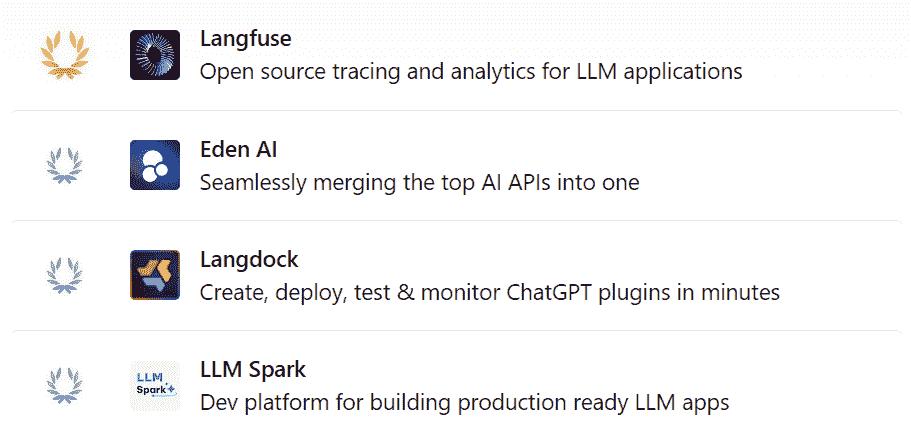 Langfuse
Open source tracing and analytics for LLM applications
Eden AI
Seamlessly merging the top AI APIs into one
Langdock
Create, deploy, test & monitor ChatGPT plugins in minutes
LLM
Spark
LLM Spark
Dev platform for building production ready LLM apps